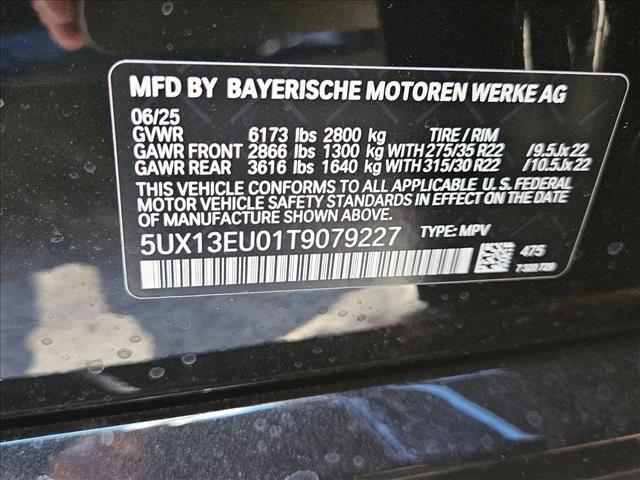 MFD BY BAYERISCHE MOTOREN WERKE AG
06/25
GVWR 6173 lbs 2800 kg TIRE / RIM
GAWR FRONT 2866 lbs 1300 kg WITH 275/35 R22 /9.5Jx22
GAWR REAR 3616 lbs 1640 kg WITH 315/30 R22 /10.5Jx22
THIS VEHICLE CONFORMS TO ALL APPLICABLE U.S. FEDERAL
MOTOR VEHICLE SAFETY STANDARDS IN EFFECT ON THE DATE
OF MANUFACTURE SHOWN ABOVE.
5UX13EU01T9079227 TYPE: MPV
475